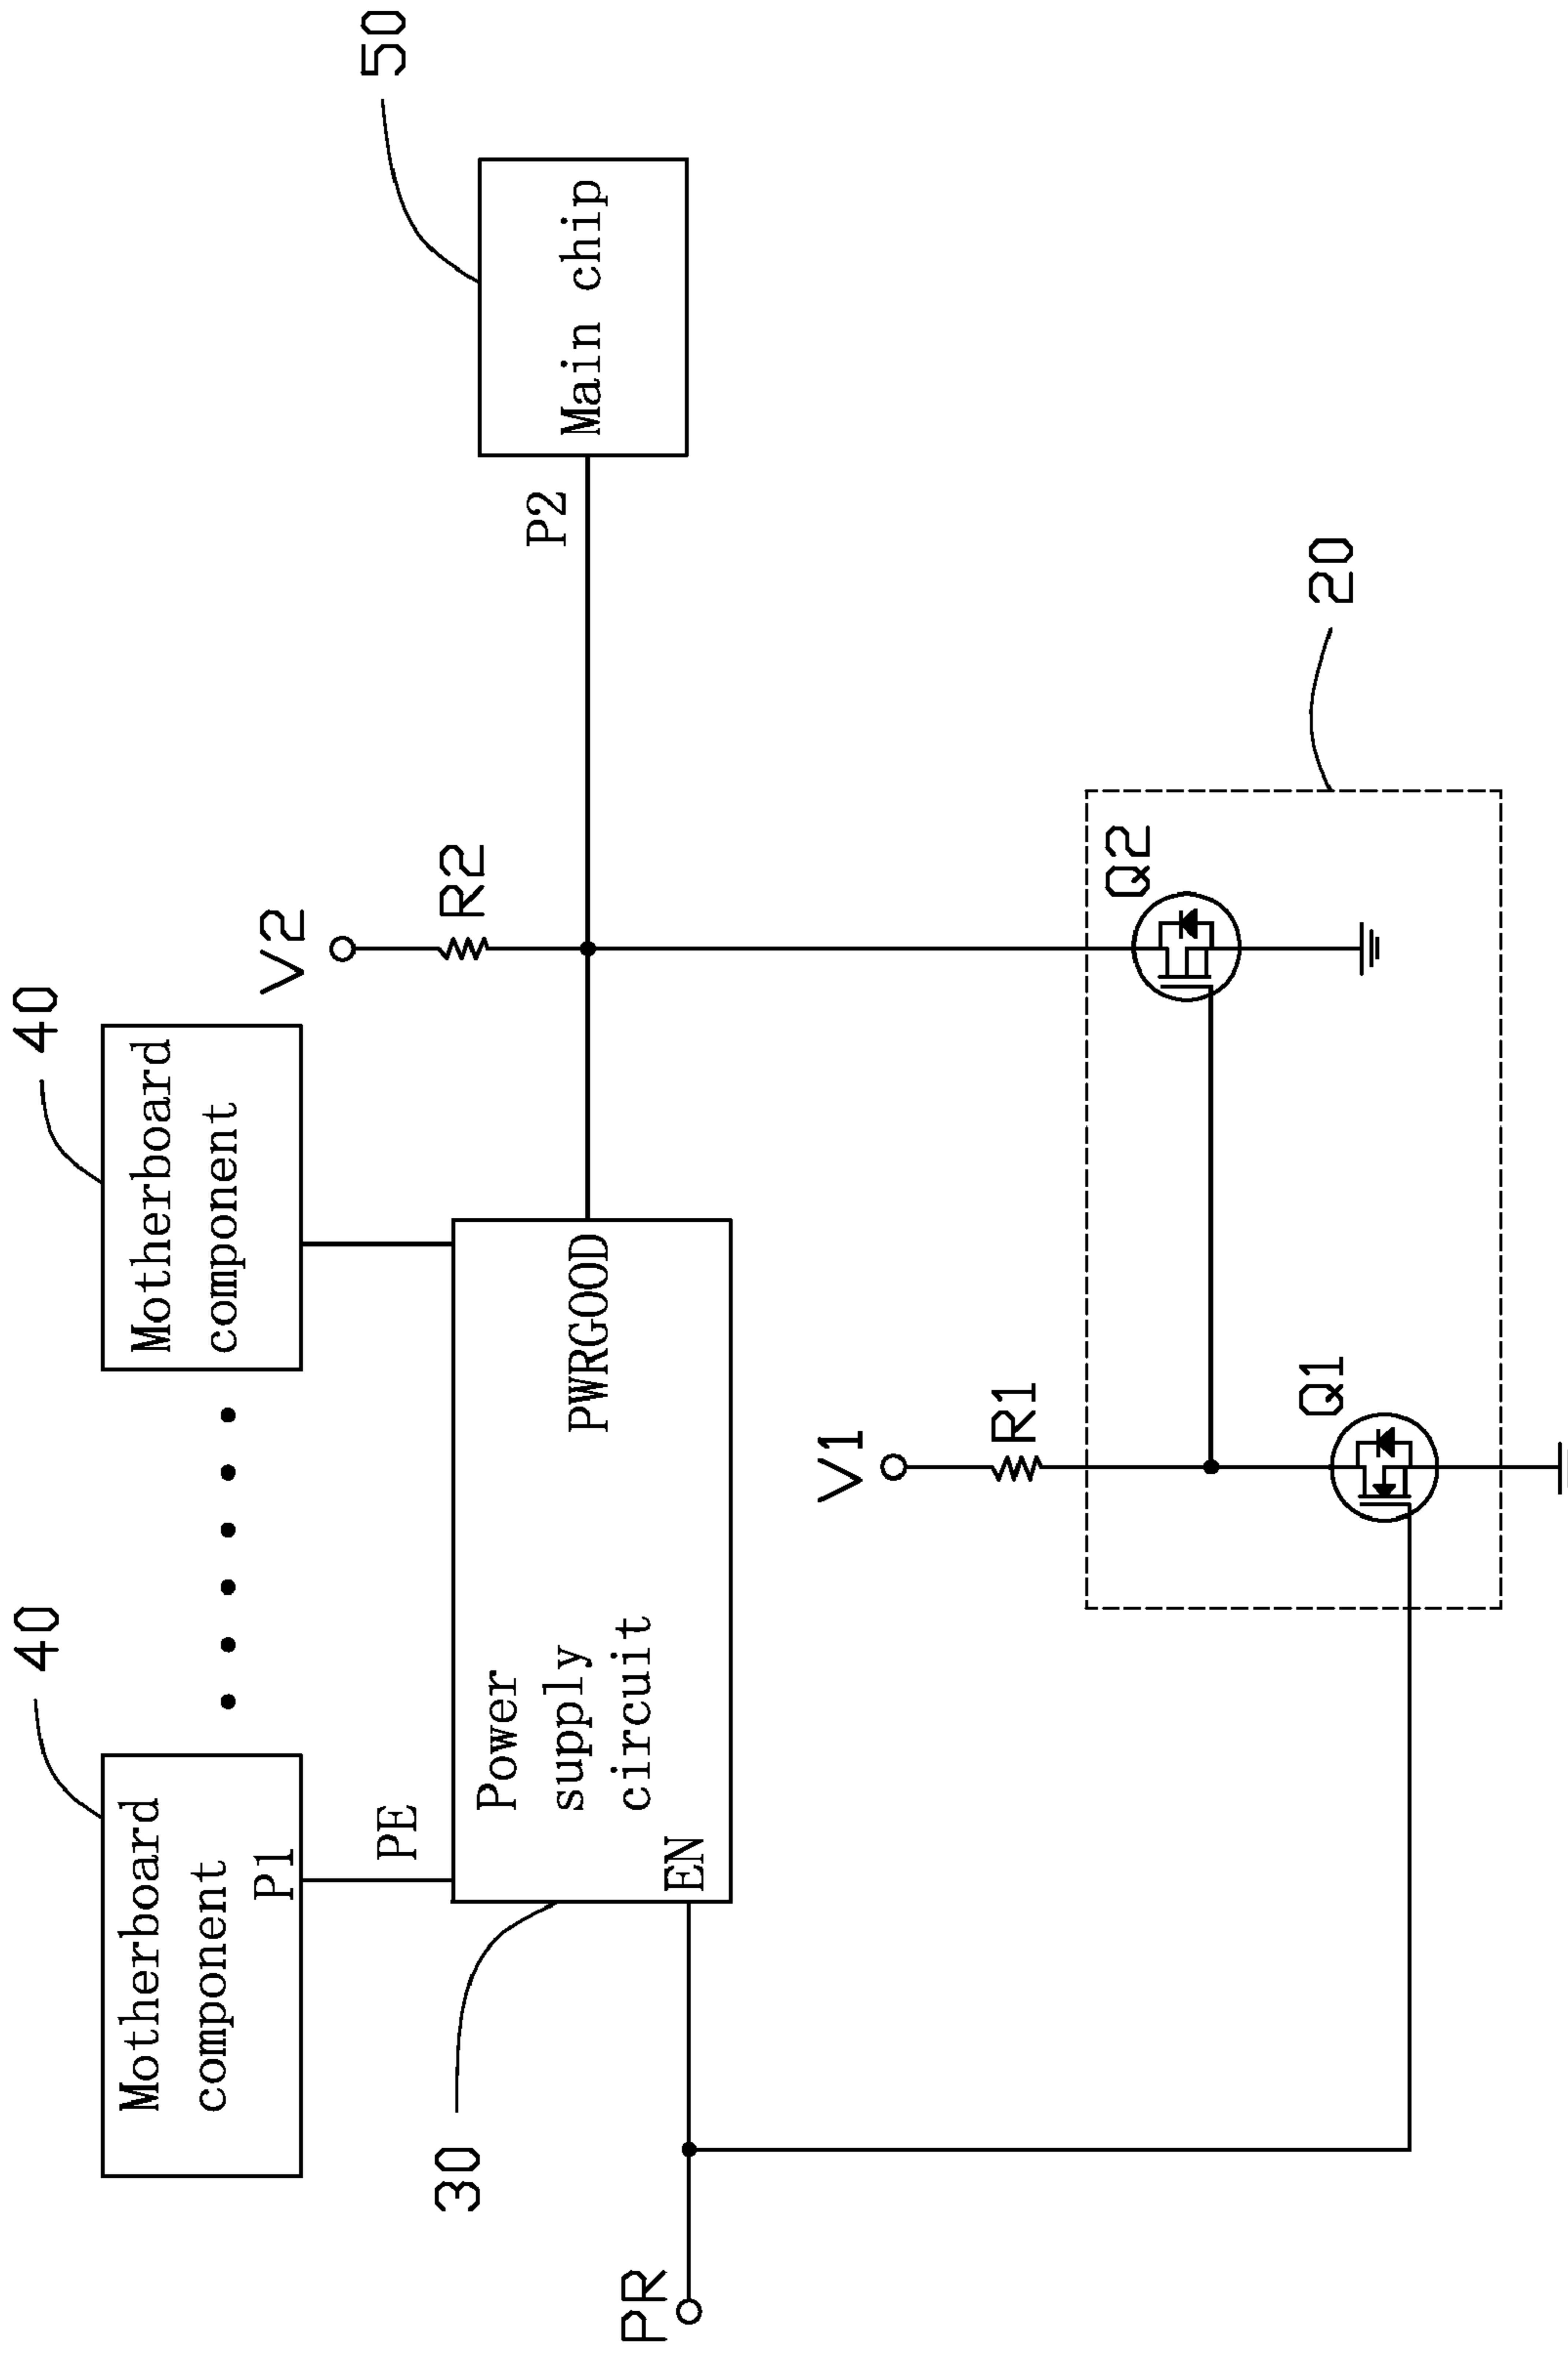 40
40
50
Motherboard
component
P1
Motherboard
component
V2
R2
PE
30
Power
supply
circuit
PWRGOOD
EN
P2
Main chip
PR
V1
R1
Q2
Q1
20